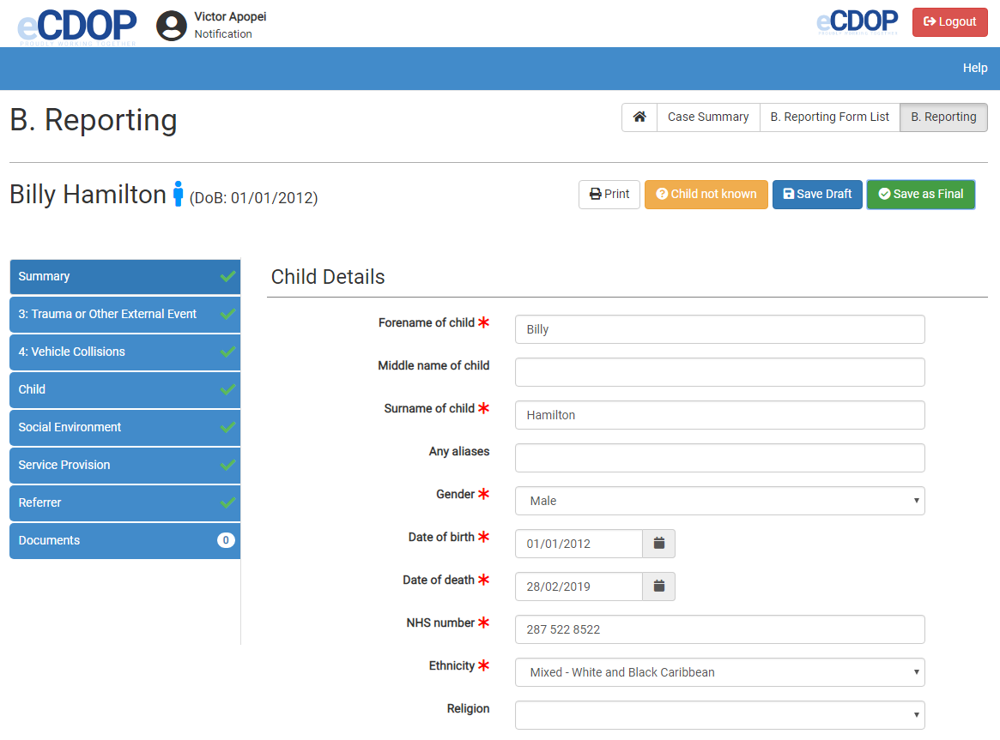 eCDOP
PROUDLY WORKING TOGETHER
Victor Apopei
Notification
eCDOP
PROUDLY WORKING TOGETHER
Logout
Help
B. Reporting
Case Summary
B. Reporting Form List
B. Reporting
Billy Hamilton (DoB: 01/01/2012)
Print
Child not known
Save Draft
Save as Final
Summary
3: Trauma or Other External Event
4: Vehicle Collisions
Child
Social Environment
Service Provision
Referrer
Documents 0
Child Details
Forename of child * Billy
Middle name of child
Surname of child * Hamilton
Any aliases
Gender * Male
Date of birth * 01/01/2012
Date of death * 28/02/2019
NHS number * 287 522 8522
Ethnicity * Mixed - White and Black Caribbean
Religion